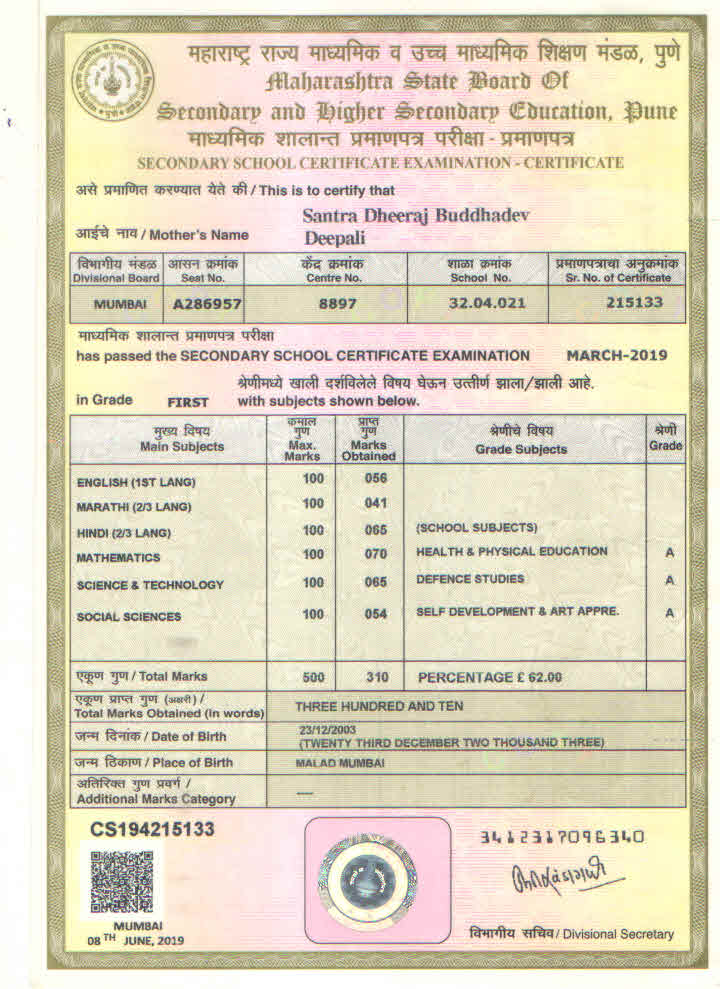 महाराष्ट्र राज्य माध्यमिक व उच्च माध्यमिक शिक्षण मंडळ, पुणे
Maharashtra State Board Of
Secondary and Higher Secondary Education, Pune
माध्यमिक शालान्त प्रमाणपत्र परीक्षा - प्रमाणपत्र
SECONDARY SCHOOL CERTIFICATE EXAMINATION - CERTIFICATE
असे प्रमाणित करण्यात येते की / This is to certify that
Santra Dheeraj Buddhadev
आईचे नाव / Mother's Name Deepali
विभागीय मंडळ आसन क्रमांक केंद्र क्रमांक शाळा क्रमांक प्रमाणपत्राचा अनुक्रमांक
Divisional Board Seat No. Centre No. School No. Sr. No. of Certificate
MUMBAI A286957 8897 32.04.021 215133
माध्यमिक शालान्त प्रमाणपत्र परीक्षा
has passed the SECONDARY SCHOOL CERTIFICATE EXAMINATION MARCH-2019
श्रेणीमध्ये खाली दर्शविलेले विषय घेऊन उत्तीर्ण झाला/झाली आहे.
in Grade FIRST with subjects shown below.
मुख्य विषय कमाल गुण प्राप्त गुण श्रेणीचे विषय श्रेणी
Main Subjects Max. Marks Marks Obtained Grade Subjects Grade
ENGLISH (1ST LANG) 100 056
MARATHI (2/3 LANG) 100 041
HINDI (2/3 LANG) 100 065 (SCHOOL SUBJECTS)
MATHEMATICS 100 070 HEALTH & PHYSICAL EDUCATION A
SCIENCE & TECHNOLOGY 100 065 DEFENCE STUDIES A
SOCIAL SCIENCES 100 054 SELF DEVELOPMENT & ART APPRE. A
एकूण गुण / Total Marks 500 310 PERCENTAGE £ 62.00
एकूण प्राप्त गुण (अक्षरी) /
Total Marks Obtained (In words) THREE HUNDRED AND TEN
जन्म दिनांक / Date of Birth 23/12/2003
(TWENTY THIRD DECEMBER TWO THOUSAND THREE)
जन्म ठिकाण / Place of Birth MALAD MUMBAI
अतिरिक्त गुण प्रवर्ग /
Additional Marks Category ----
CS194215133
3412317096340
MUMBAI
08TH JUNE, 2019
विभागीय सचिव / Divisional Secretary